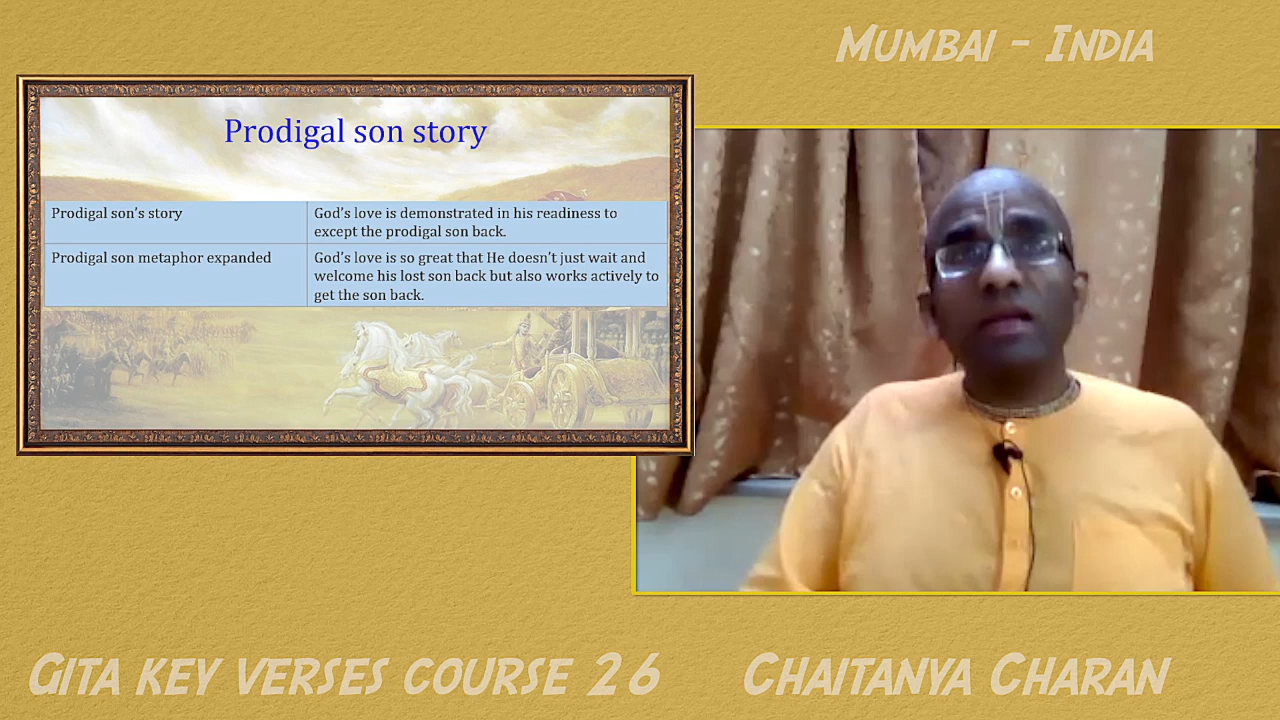 MUMBAI - INDIA
Prodigal son story
Prodigal son's story
God's love is demonstrated in his readiness to
except the prodigal son back.
Prodigal son metaphor expanded
God's love is so great that He doesn't just wait and
welcome his lost son back but also works actively to
get the son back.
GITA KEY VERSES COURSE 26
CHAITANYA CHARAN